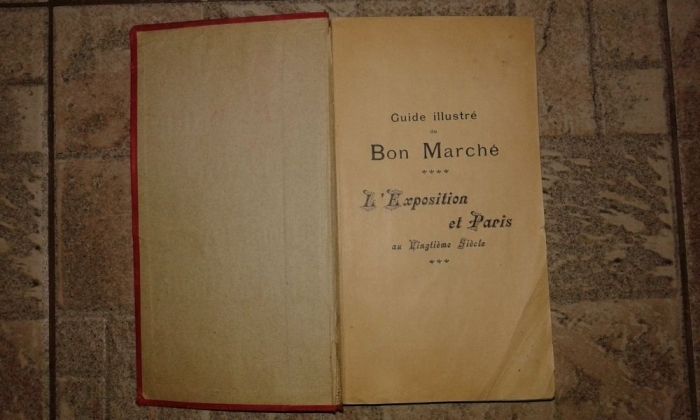 Guide illustré
du
Bon Marché
L'Exposition
et Paris
au Vingtième Siècle